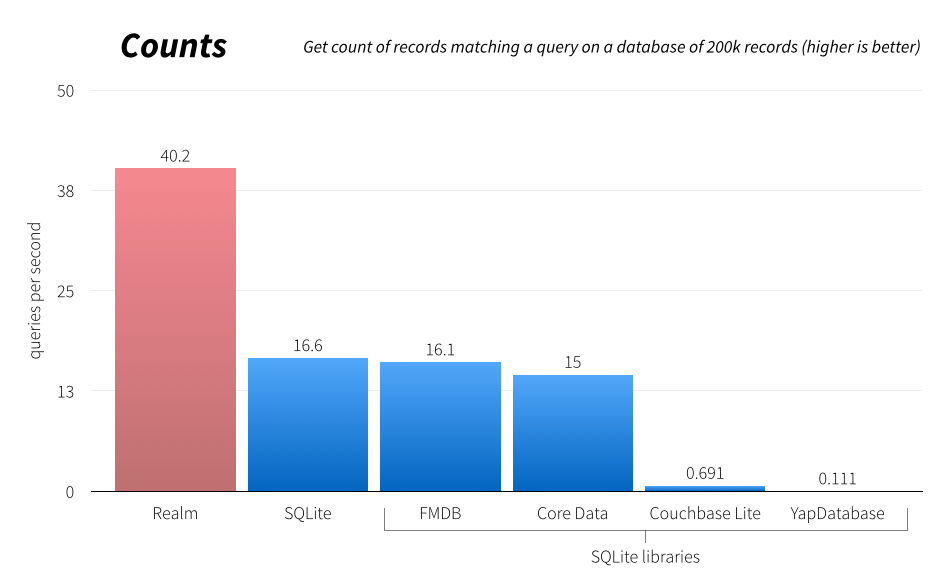 Counts
Get count of records matching a query on a database of 200k records (higher is better)
50
38
25
13
0
queries per second
40.2
16.6
16.1
15
0.691
0.111
Realm
SQLite
FMDB
Core Data
Couchbase Lite
YapDatabase
SQLite libraries